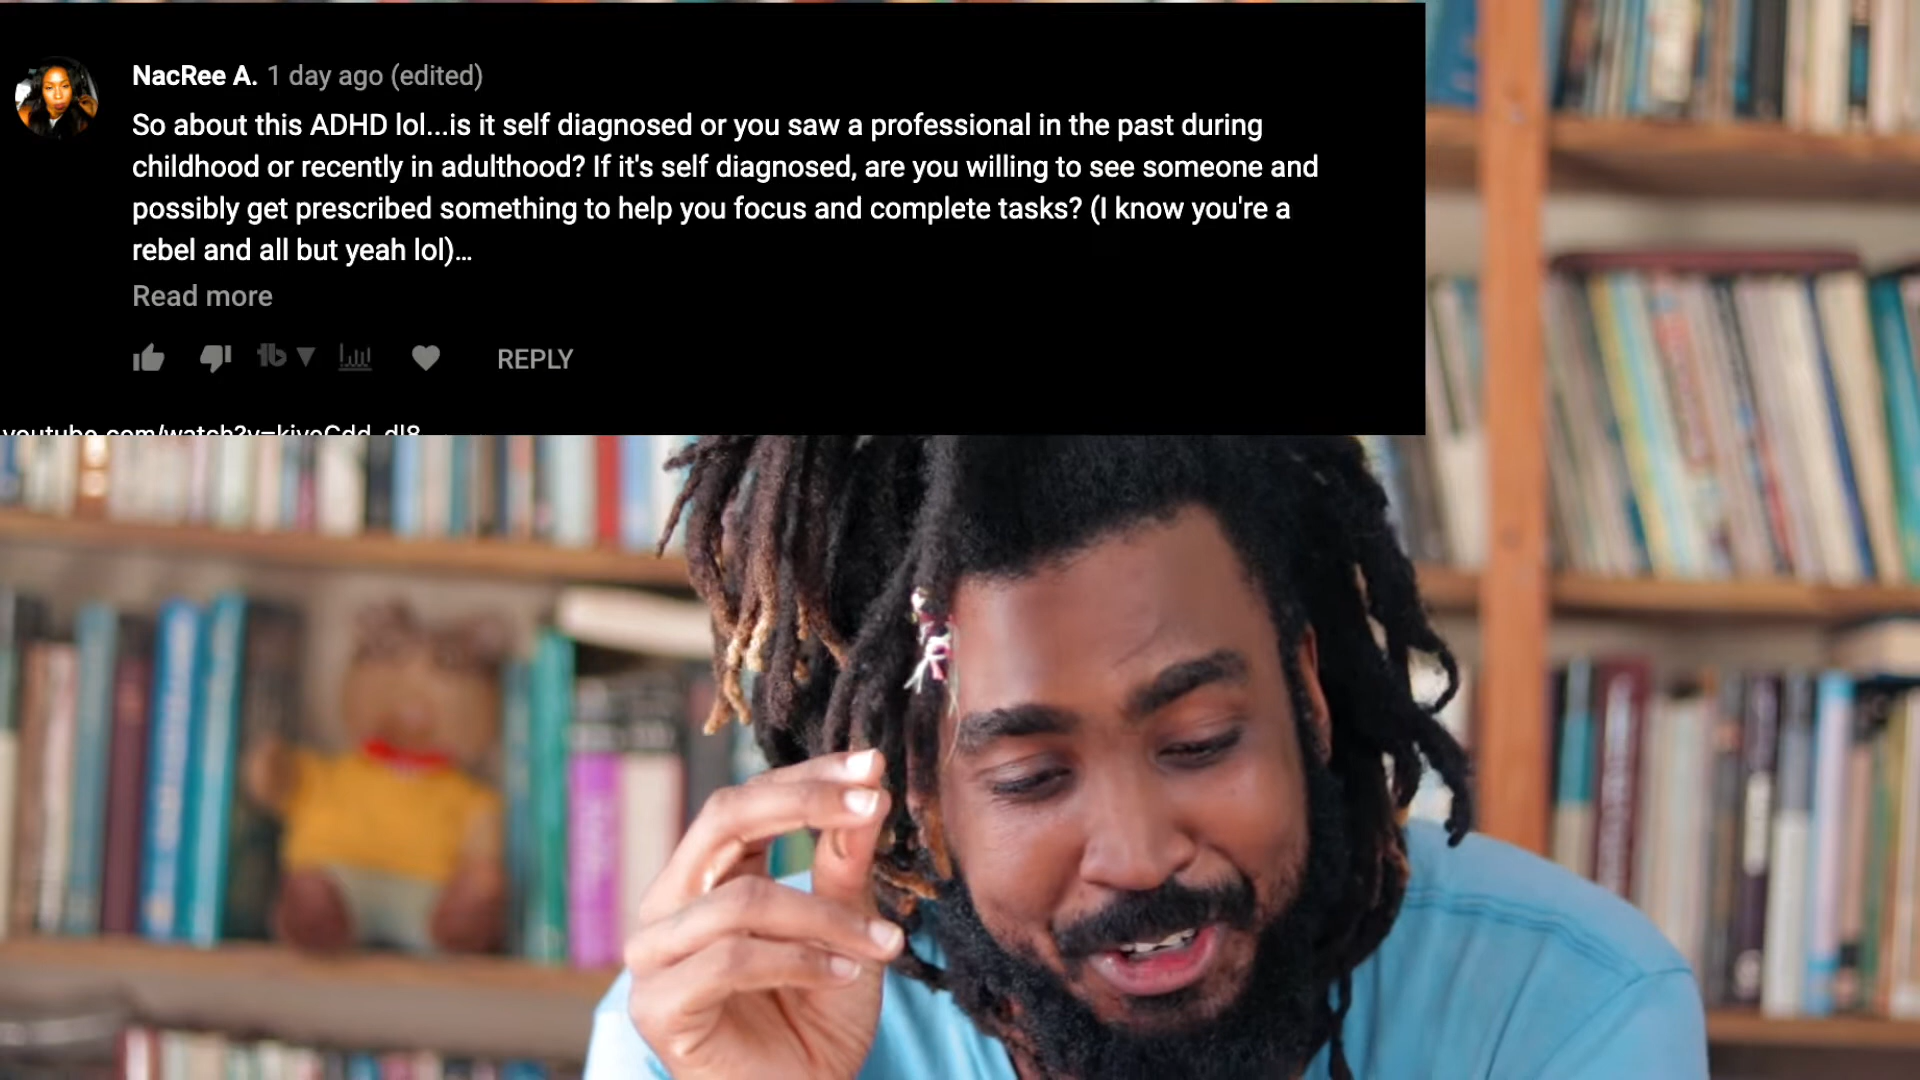 NacRee A. 1 day ago (edited)
So about this ADHD lol...is it self diagnosed or you saw a professional in the past during
childhood or recently in adulthood? If it's self diagnosed, are you willing to see someone and
possibly get prescribed something to help you focus and complete tasks? (I know you're a
rebel and all but yeah lol)...
Read more
REPLY
youtube.com/watch?v=